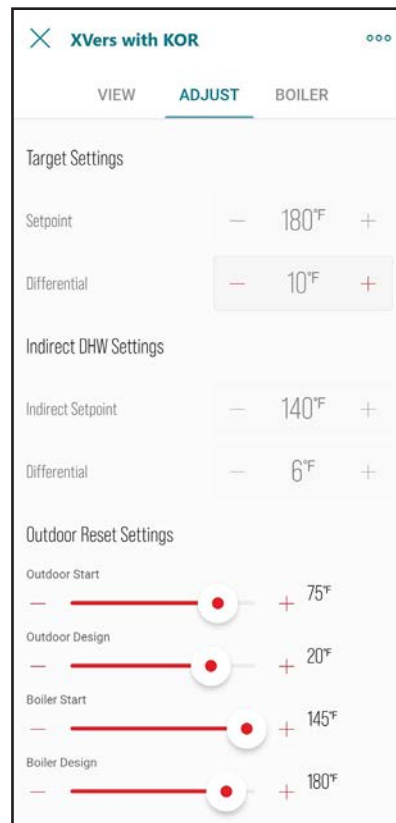 XVers with KOR
VIEW ADJUST BOILER
Target Settings
Setpoint − 180°F +
Differential − 10°F +
Indirect DHW Settings
Indirect Setpoint − 140°F +
Differential − 6°F +
Outdoor Reset Settings
Outdoor Start
− + 75°F
Outdoor Design
− + 20°F
Boiler Start
− + 145°F
Boiler Design
− + 180°F